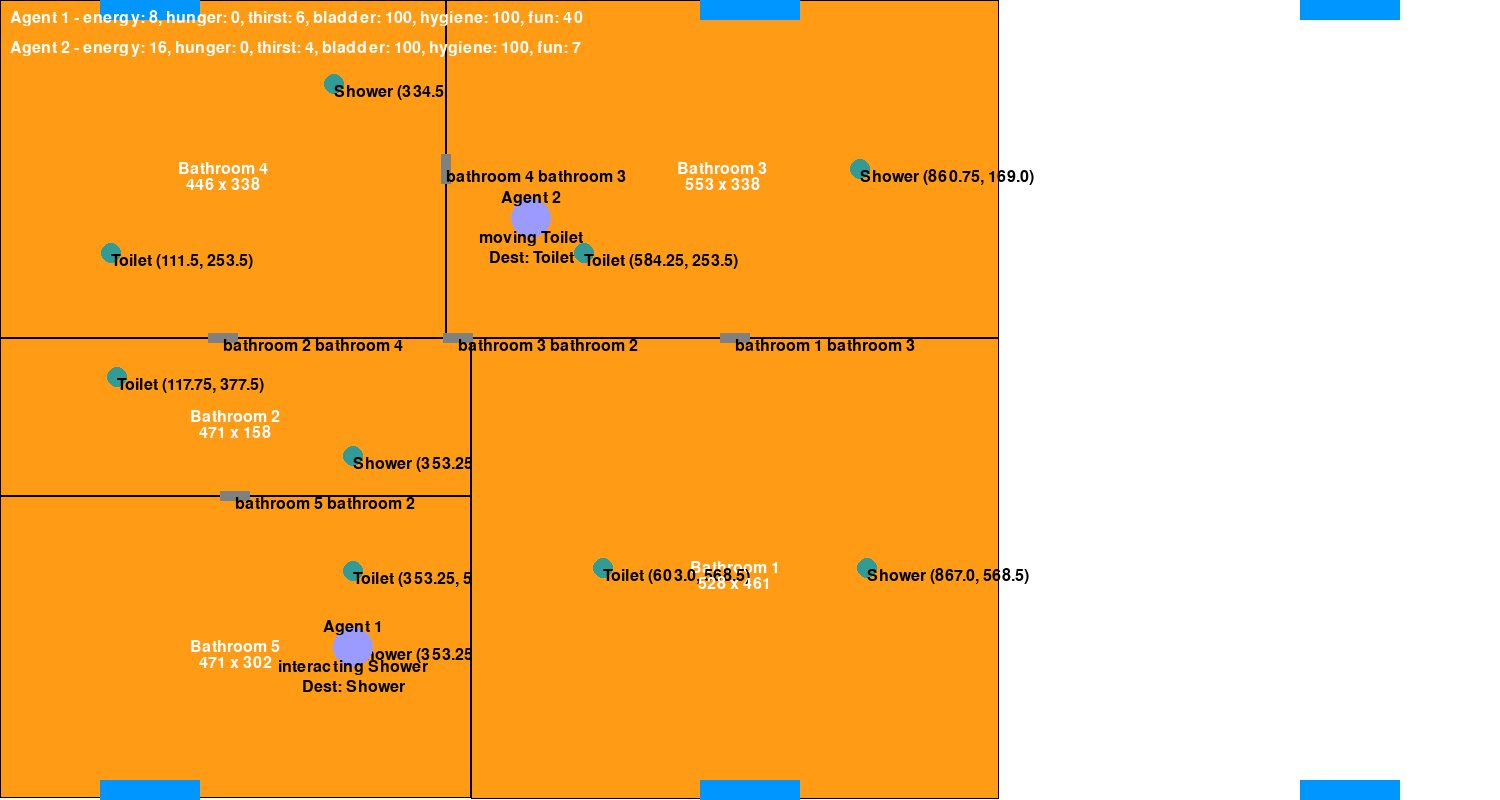 Agent 1 - energy: 8, hunger: 0, thirst: 6, bladder: 100, hygiene: 100, fun: 40
Agent 2 - energy: 16, hunger: 0, thirst: 4, bladder: 100, hygiene: 100, fun: 7
Shower (334.5
Bathroom 4
446 x 338
Bathroom 3
553 x 338
bathroom 4 bathroom 3
Shower (860.75, 169.0)
Agent 2
moving Toilet
Dest: Toilet
Toilet (111.5, 253.5)
Toilet (584.25, 253.5)
bathroom 2 bathroom 4
bathroom 3 bathroom 2
bathroom 1 bathroom 3
Toilet (117.75, 377.5)
Bathroom 2
471 x 158
Shower (353.25
bathroom 5 bathroom 2
Toilet (353.25, 5
Toilet (603.0, 568.5)
Bathroom 1
528 x 461
Shower (867.0, 568.5)
Agent 1
Bathroom 5
471 x 302
ower (353.25
interacting Shower
Dest: Shower